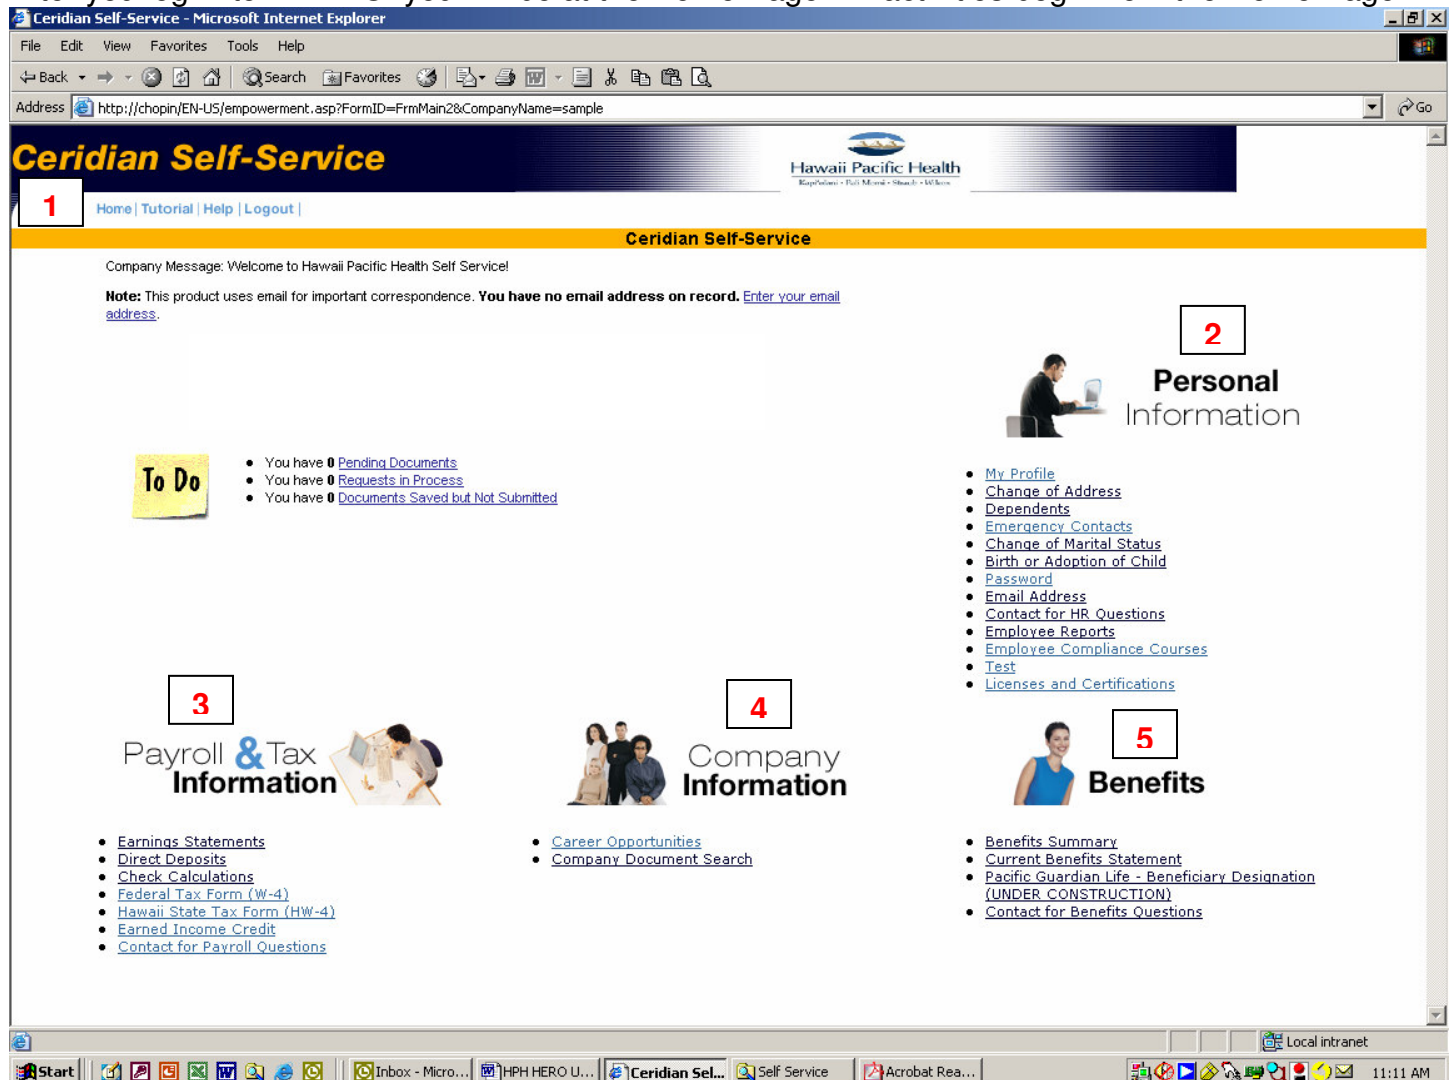 Ceridian Self-Service - Microsoft Internet Explorer
File Edit View Favorites Tools Help
Back Search Favorites
Address http://chopin/EN-US/empowerment.asp?FormID=FrmMain2&CompanyName=sample Go
Ceridian Self-Service
Hawaii Pacific Health
1
Home | Tutorial | Help | Logout |
Ceridian Self-Service
Company Message: Welcome to Hawaii Pacific Health Self Service!
Note: This product uses email for important correspondence. You have no email address on record. Enter your email
address.
2
Personal
Information
To Do
• You have 0 Pending Documents
• You have 0 Requests in Process
• You have 0 Documents Saved but Not Submitted
• My Profile
• Change of Address
• Dependents
• Emergency Contacts
• Change of Marital Status
• Birth or Adoption of Child
• Password
• Email Address
• Contact for HR Questions
• Employee Reports
• Employee Compliance Courses
• Test
• Licenses and Certifications
3
Payroll & Tax
Information
• Earnings Statements
• Direct Deposits
• Check Calculations
• Federal Tax Form (W-4)
• Hawaii State Tax Form (HW-4)
• Earned Income Credit
• Contact for Payroll Questions
4
Company
Information
• Career Opportunities
• Company Document Search
5
Benefits
• Benefits Summary
• Current Benefits Statement
• Pacific Guardian Life - Beneficiary Designation
(UNDER CONSTRUCTION)
• Contact for Benefits Questions
Local intranet
Start Inbox - Micro... HPH HERO U... Ceridian Sel... Self Service Acrobat Rea... 11:11 AM